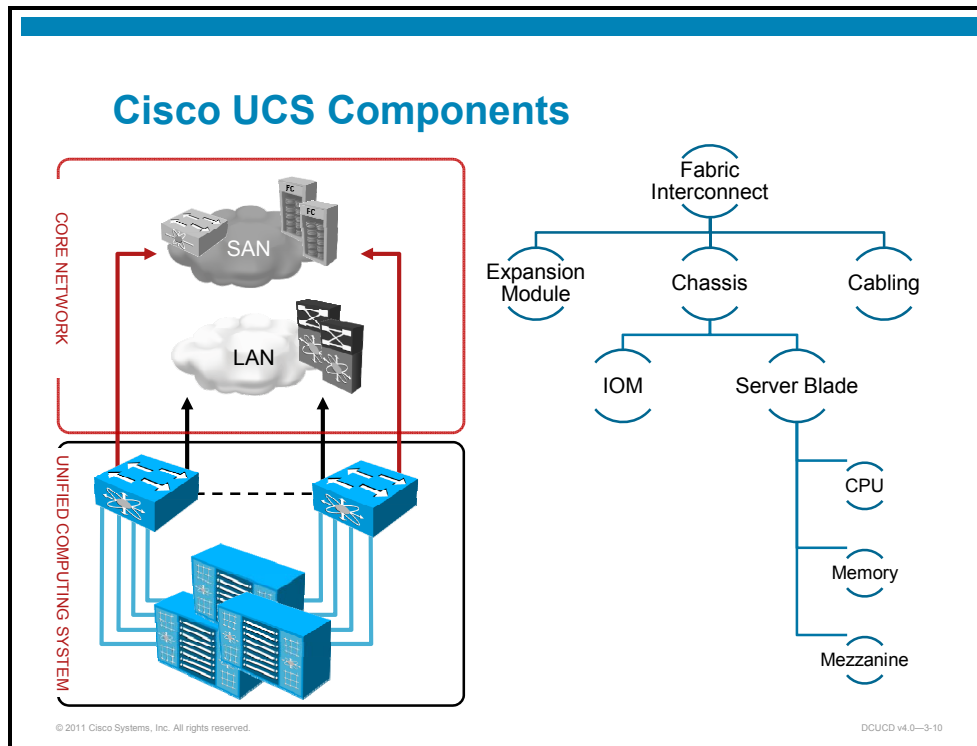 Cisco UCS Components
CORE NETWORK
FC
FC
SAN
LAN
UNIFIED COMPUTING SYSTEM
Fabric
Interconnect
Expansion
Module
Chassis
Cabling
IOM
Server Blade
CPU
Memory
Mezzanine
© 2011 Cisco Systems, Inc. All rights reserved.
DCUCD v4.0—3-10